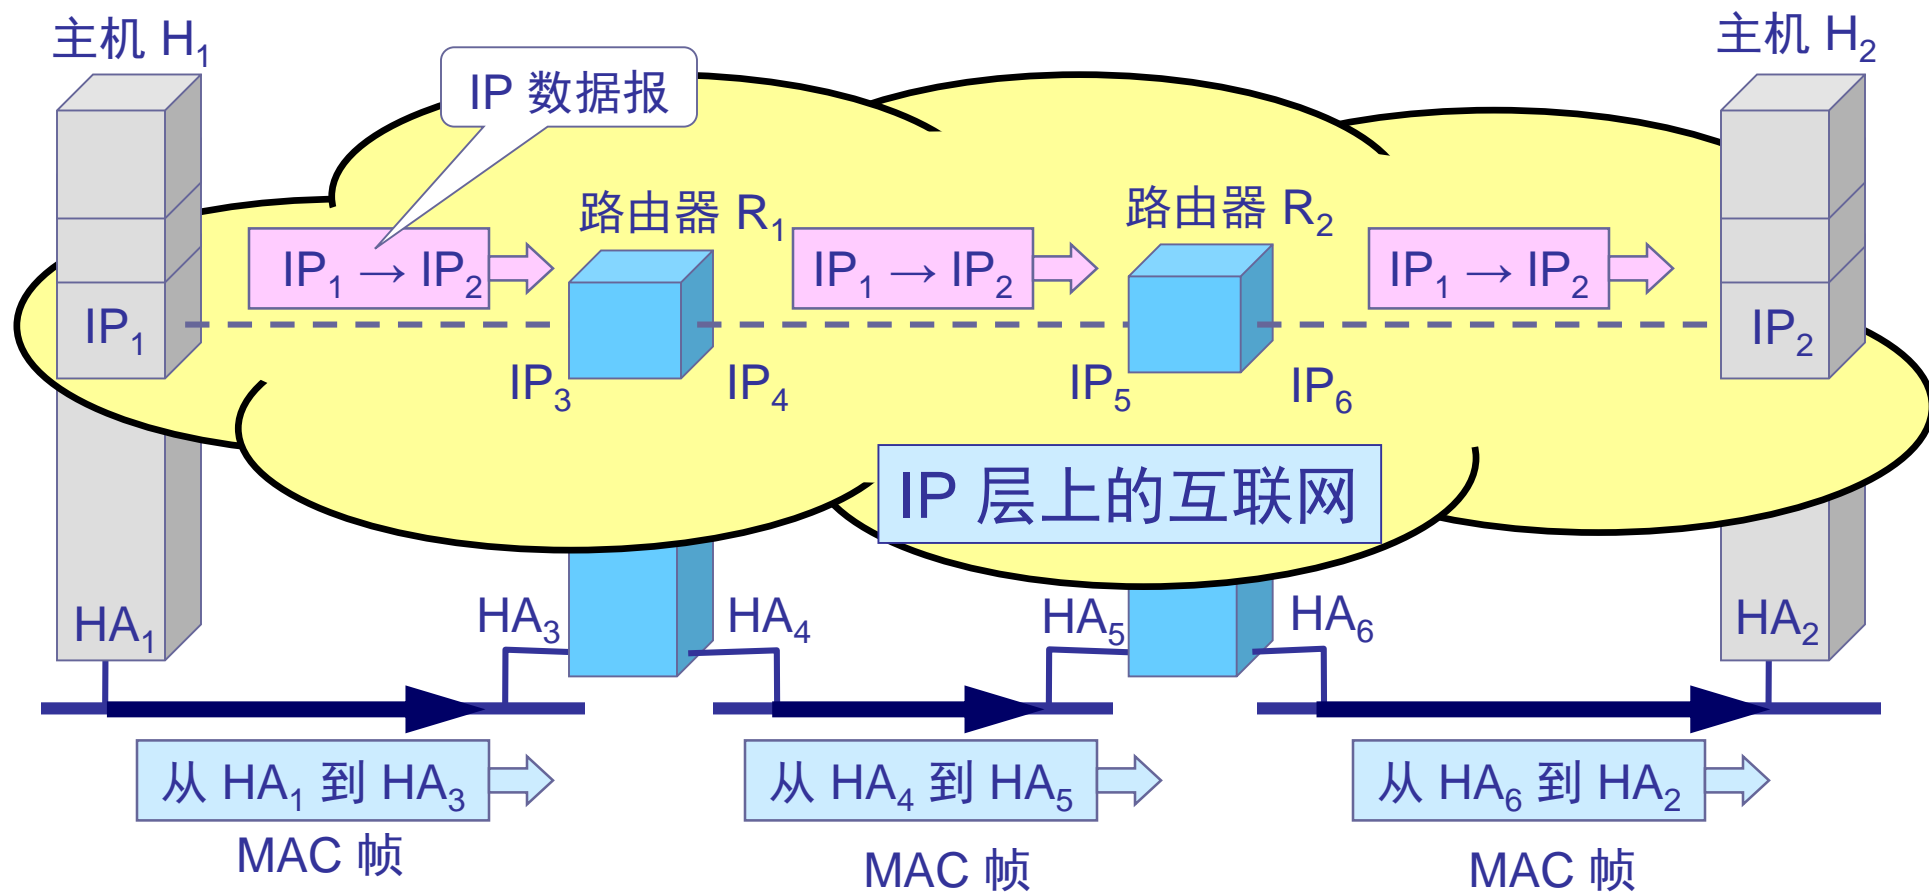 主机 H₁
主机 H₂
IP 数据报
路由器 R₁
路由器 R₂
IP₁ → IP₂
IP₁ → IP₂
IP₁ → IP₂
IP₁
IP₂
IP₃
IP₄
IP₅
IP₆
IP 层上的互联网
HA₁
HA₃
HA₄
HA₅
HA₆
HA₂
从 HA₁ 到 HA₃
从 HA₄ 到 HA₅
从 HA₆ 到 HA₂
MAC 帧
MAC 帧
MAC 帧